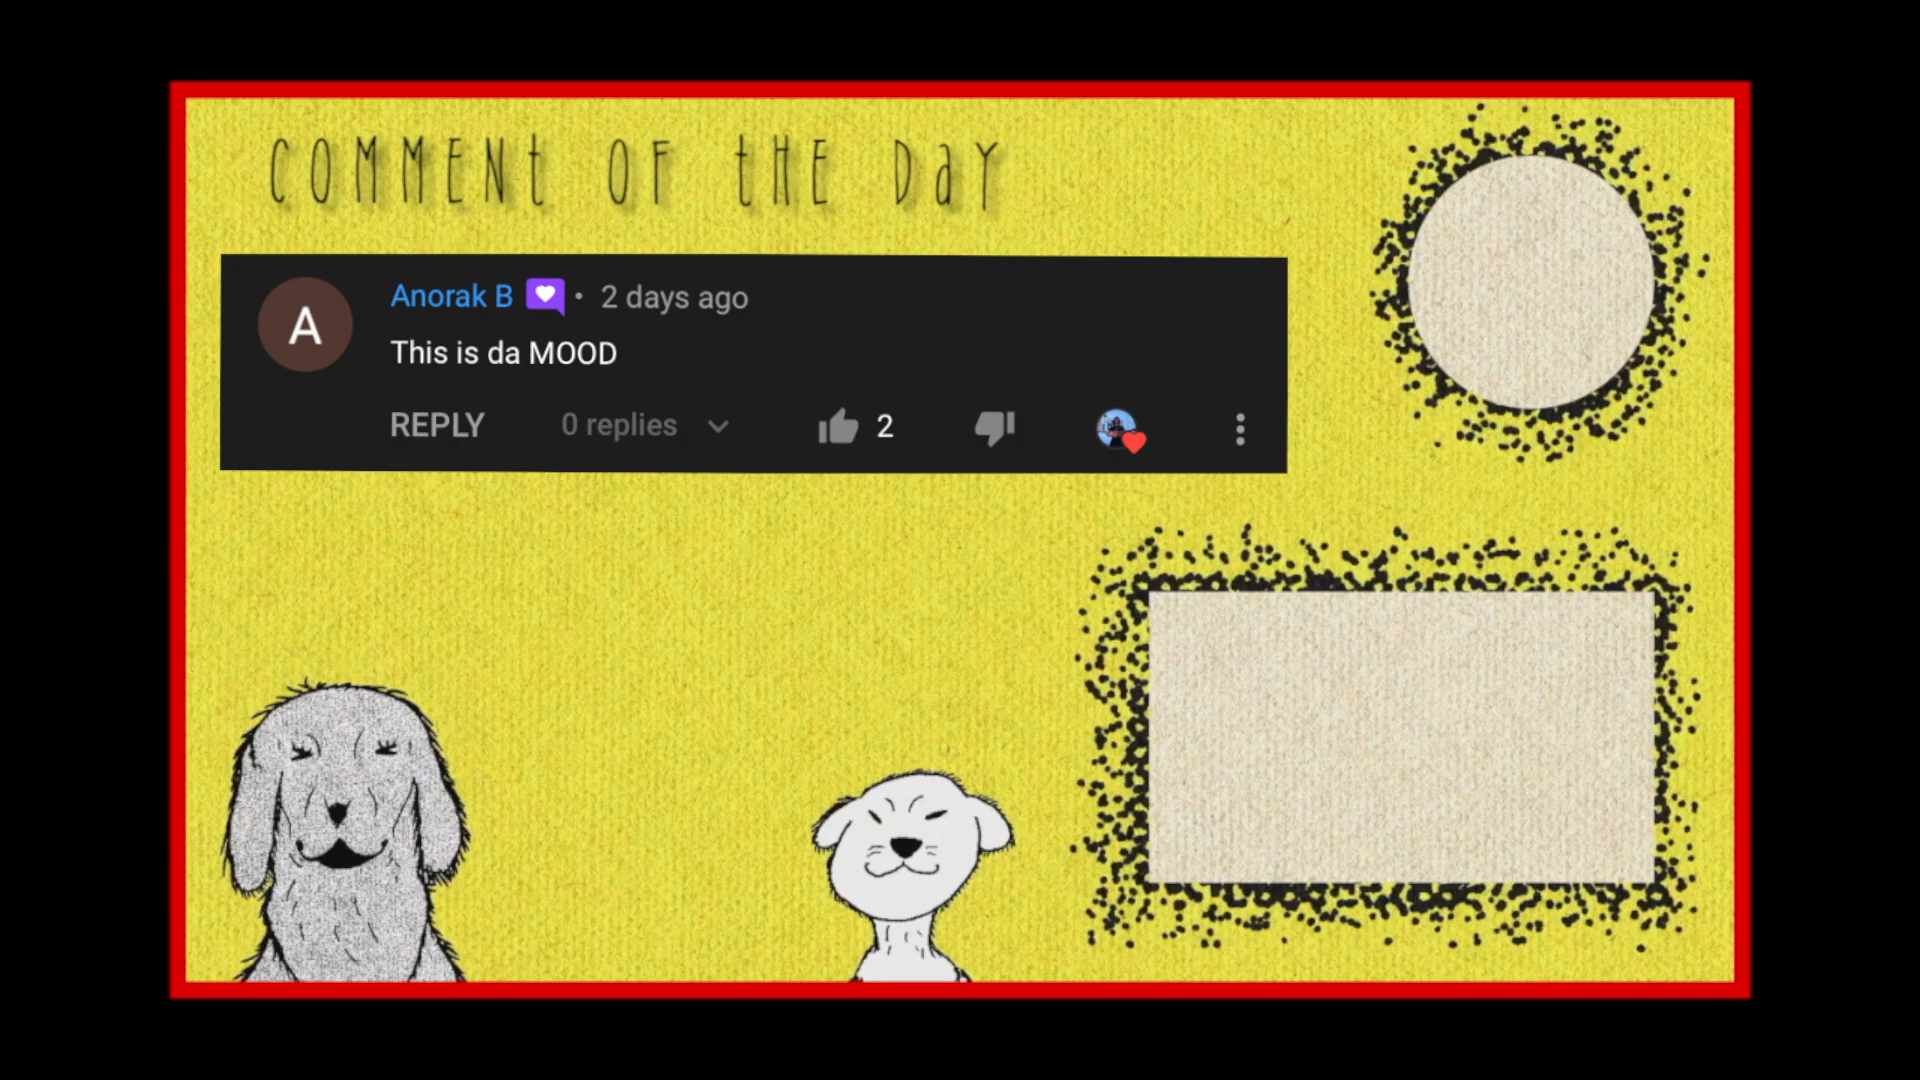 COMMENT OF THE DAY
A
Anorak B • 2 days ago
This is da MOOD
REPLY 0 replies 2